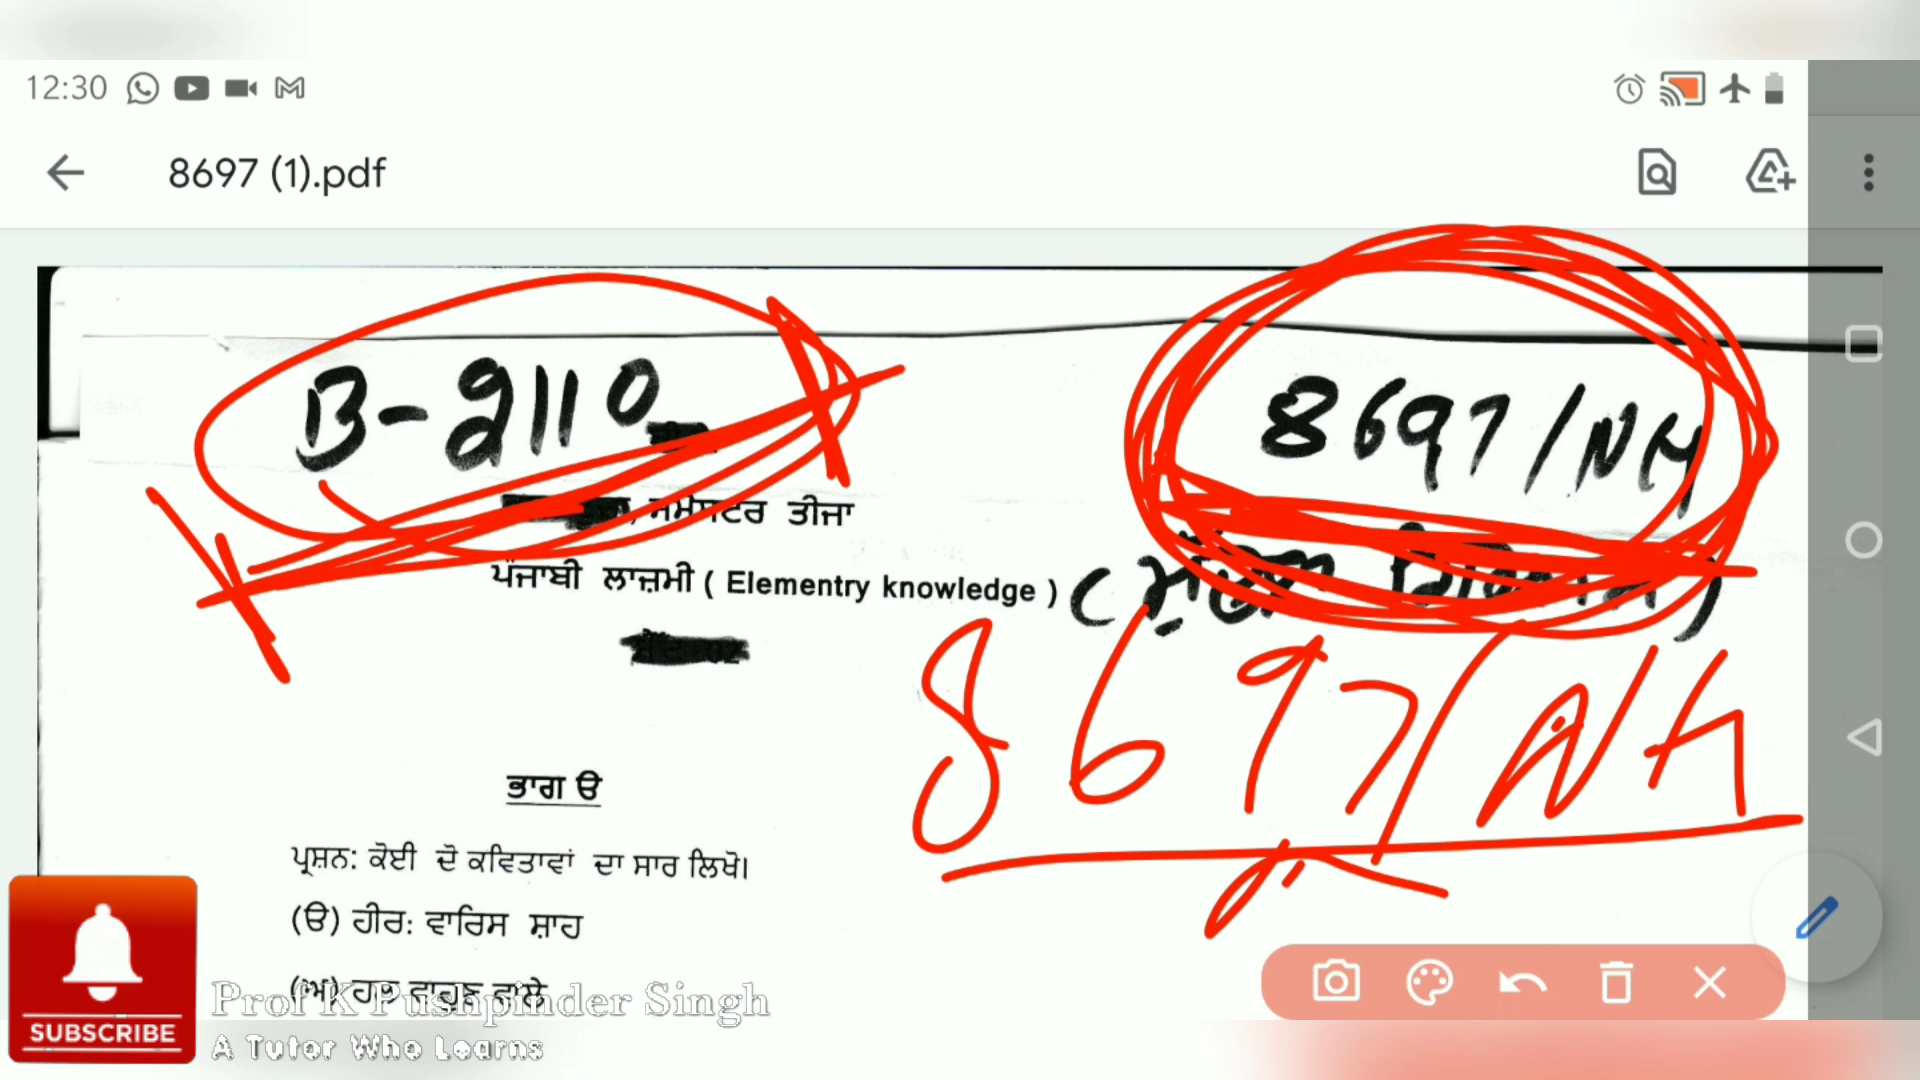 12:30
8697 (1).pdf
B-2110
8697/NH
ਸਮੈਸਟਰ ਤੀਜਾ
ਪੰਜਾਬੀ ਲਾਜ਼ਮੀ ( Elementry knowledge )
8697/NH
ਭਾਗ ੳ
ਪ੍ਰਸ਼ਨ: ਕੋਈ ਦੋ ਕਵਿਤਾਵਾਂ ਦਾ ਸਾਰ ਲਿਖੋ।
(ੳ) ਹੀਰ: ਵਾਰਿਸ ਸ਼ਾਹ
(ਅ) ਹਲ ਵਾਹੁਣ ਵਾਲੇ
SUBSCRIBE
Prof K Pushpinder Singh
A Tutor Who Learns